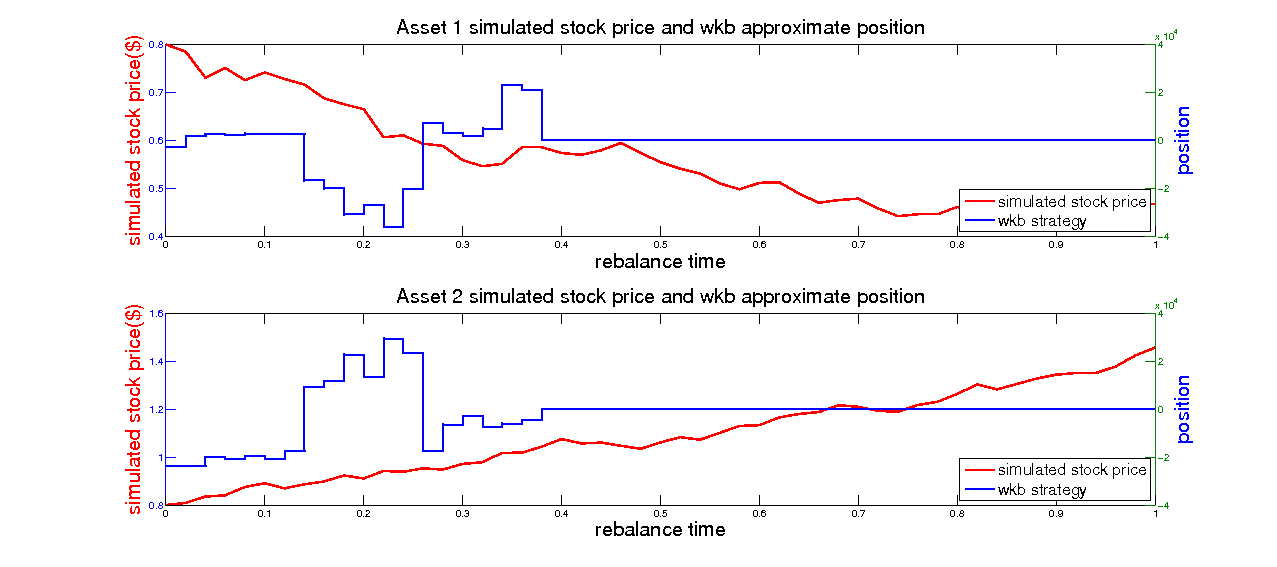 Asset 1 simulated stock price and wkb approximate position
x 10^4
simulated stock price($)
0.8
0.7
0.6
0.5
0.4
4
2
0
−2
−4
position
simulated stock price
wkb strategy
0 0.1 0.2 0.3 0.4 0.5 0.6 0.7 0.8 0.9 1
rebalance time
Asset 2 simulated stock price and wkb approximate position
x 10^4
simulated stock price($)
1.6
1.4
1.2
1
0.8
4
2
0
−2
−4
position
simulated stock price
wkb strategy
0 0.1 0.2 0.3 0.4 0.5 0.6 0.7 0.8 0.9 1
rebalance time